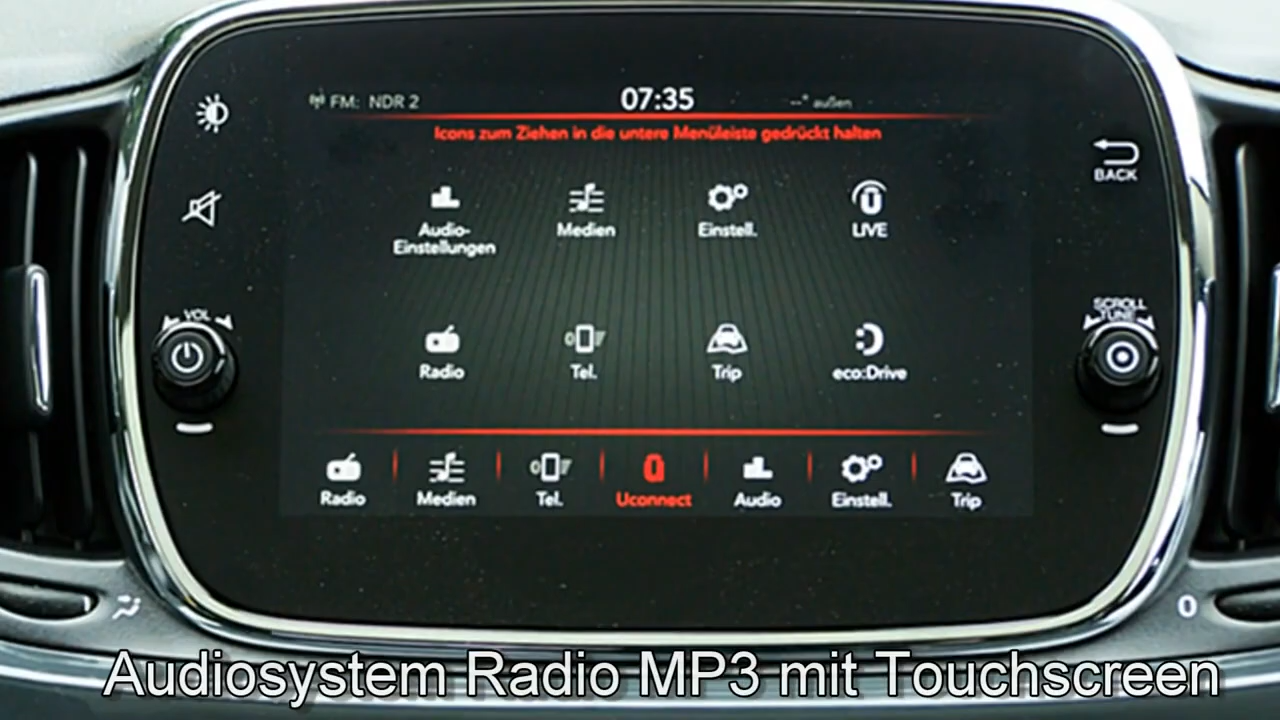 FM: NDR 2 07:35 --° außen
Icons zum Ziehen in die untere Menüleiste gedrückt halten
Audio-
Einstellungen
Medien
Einstell.
LIVE
BACK
VOL
SCROLL
TUNE
Radio
Tel.
Trip
eco:Drive
Radio Medien Tel. Uconnect Audio Einstell. Trip
0
Audiosystem Radio MP3 mit Touchscreen